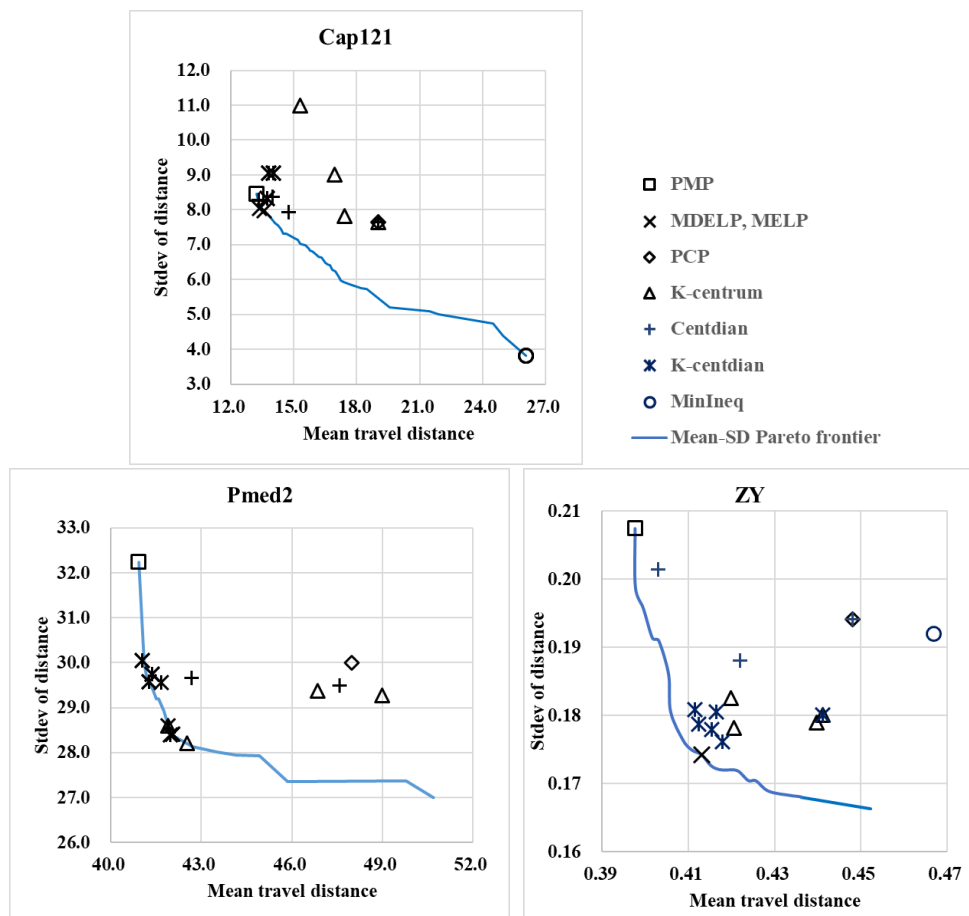 Cap121
12.0
11.0
10.0
9.0
8.0
7.0
6.0
5.0
4.0
3.0
Stdev of distance
12.0 15.0 18.0 21.0 24.0 27.0
Mean travel distance
PMP
MDELP, MELP
PCP
K-centrum
Centdian
K-centdian
MinIneq
Mean-SD Pareto frontier
Pmed2
33.0
32.0
31.0
30.0
29.0
28.0
27.0
26.0
Stdev of distance
40.0 43.0 46.0 49.0 52.0
Mean travel distance
ZY
0.21
0.20
0.19
0.18
0.17
0.16
Stdev of distance
0.39 0.41 0.43 0.45 0.47
Mean travel distance